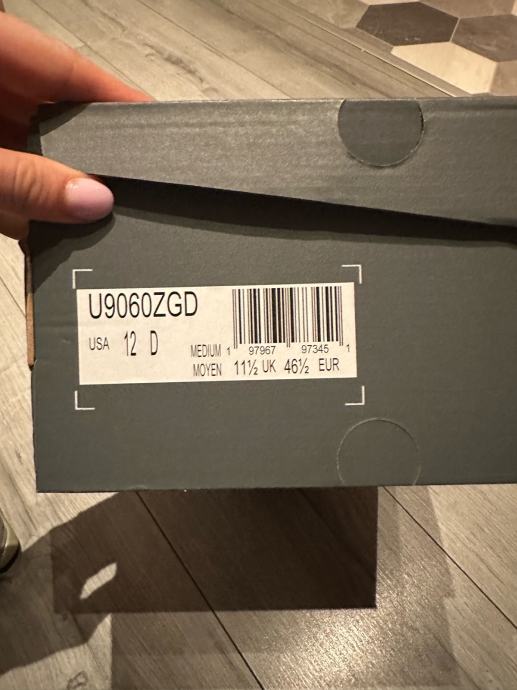 U9060ZGD
USA 12 D
MEDIUM 1 97967 97345 1
MOYEN 11½ UK 46½ EUR